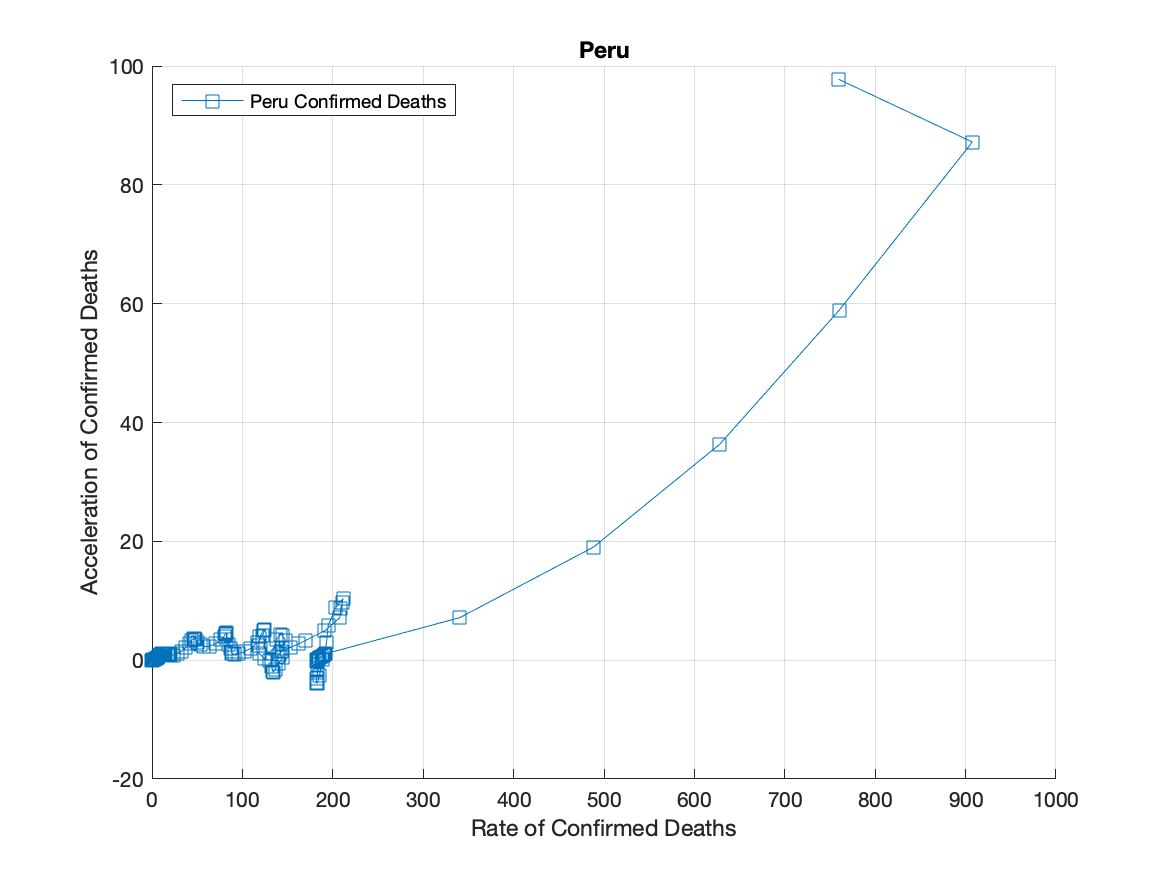 Peru
100
Peru Confirmed Deaths
80
60
40
20
0
-20
Acceleration of Confirmed Deaths
0 100 200 300 400 500 600 700 800 900 1000
Rate of Confirmed Deaths